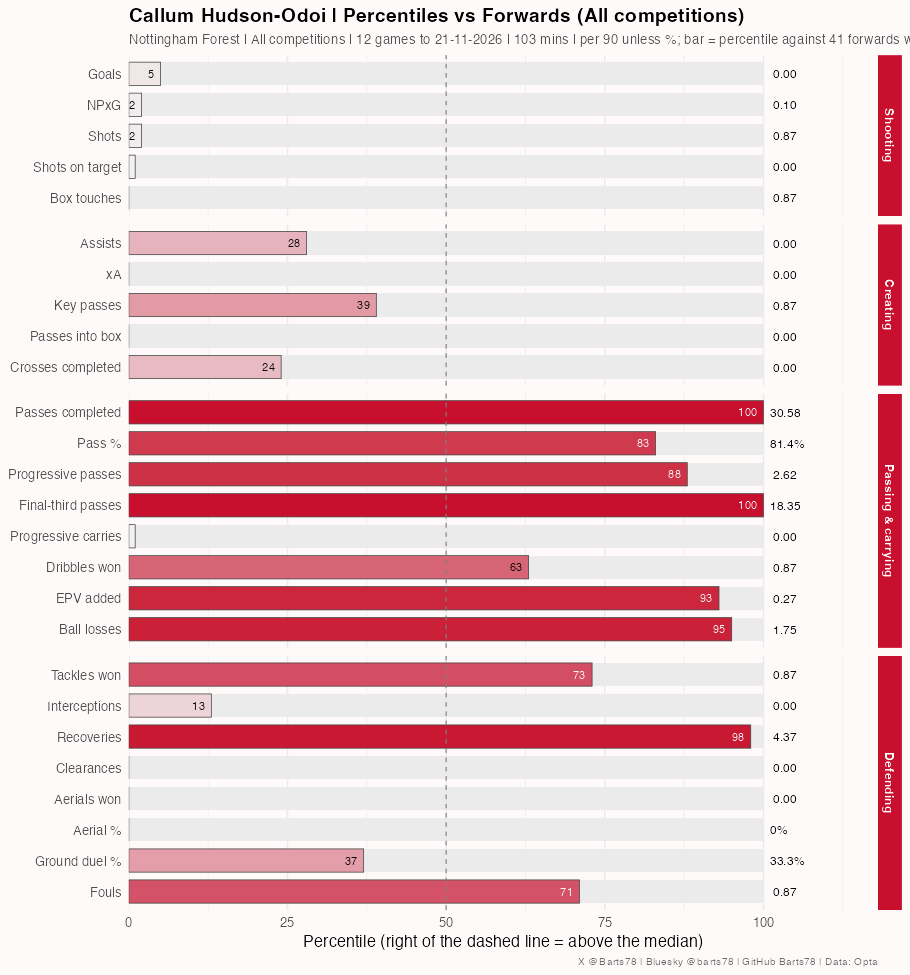 Callum Hudson-Odoi | Percentiles vs Forwards (All competitions)
Nottingham Forest | All competitions | 12 games to 21-11-2026 | 103 mins | per 90 unless %; bar = percentile against 41 forwards w
Shooting
Goals 5 0.00
NPxG 2 0.10
Shots 2 0.87
Shots on target 0.00
Box touches 0.87
Creating
Assists 28 0.00
xA 0.00
Key passes 39 0.87
Passes into box 0.00
Crosses completed 24 0.00
Passing & carrying
Passes completed 100 30.58
Pass % 83 81.4%
Progressive passes 88 2.62
Final-third passes 100 18.35
Progressive carries 0.00
Dribbles won 63 0.87
EPV added 93 0.27
Ball losses 95 1.75
Defending
Tackles won 73 0.87
Interceptions 13 0.00
Recoveries 98 4.37
Clearances 0.00
Aerials won 0.00
Aerial % 0%
Ground duel % 37 33.3%
Fouls 71 0.87
0 25 50 75 100
Percentile (right of the dashed line = above the median)
X @Barts78 | Bluesky @barts78 | GitHub Barts78 | Data: Opta